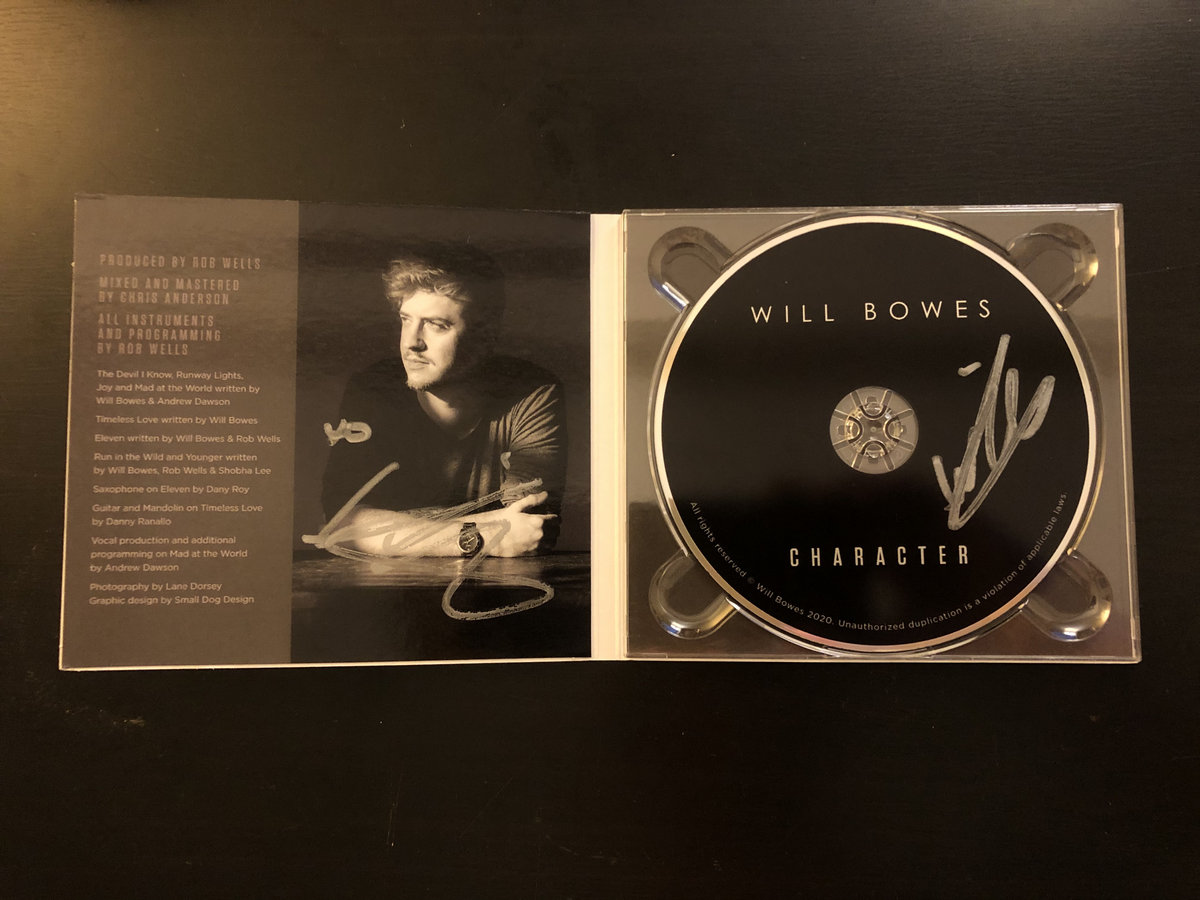 PRODUCED BY ROB WELLS
MIXED AND MASTERED
BY CHRIS ANDERSON
ALL INSTRUMENTS
AND PROGRAMMING
BY ROB WELLS
The Devil I Know, Runway Lights,
Joy and Mad at the World written by
Will Bowes & Andrew Dawson
Timeless Love written by Will Bowes
Eleven written by Will Bowes & Rob Wells
Run in the Wild and Younger written
by Will Bowes, Rob Wells & Shobha Lee
Saxophone on Eleven by Dany Roy
Guitar and Mandolin on Timeless Love
by Danny Ranallo
Vocal production and additional
programming on Mad at the World
by Andrew Dawson
Photography by Lane Dorsey
Graphic design by Small Dog Design
WILL BOWES
CHARACTER
All rights reserved © Will Bowes 2020. Unauthorized duplication is a violation of applicable laws.